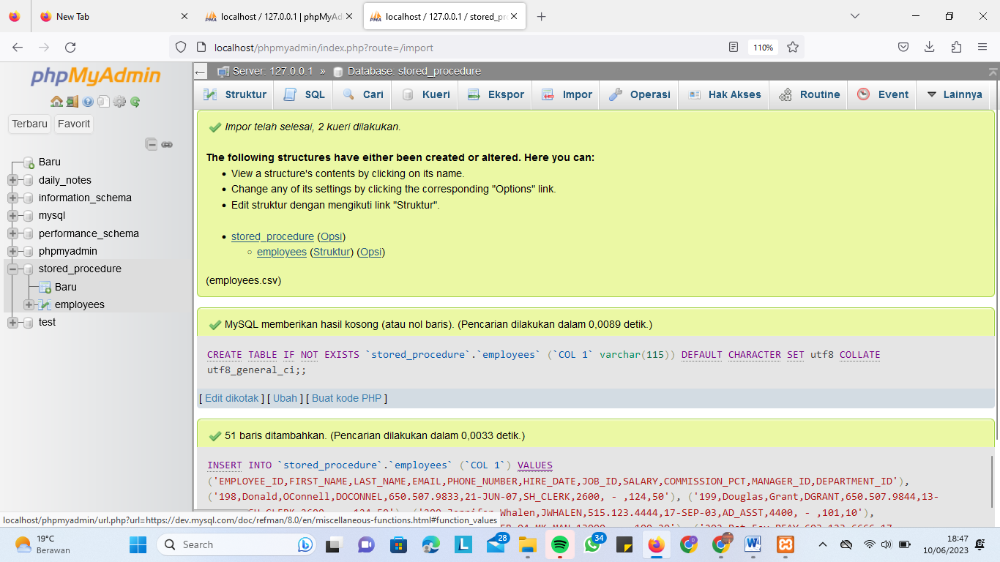 New Tab
localhost / 127.0.0.1 | phpMyAd
localhost / 127.0.0.1 / stored_pr
localhost/phpmyadmin/index.php?route=/import
110%
phpMyAdmin
Terbaru
Favorit
Baru
daily_notes
information_schema
mysql
performance_schema
phpmyadmin
stored_procedure
Baru
employees
test
Server: 127.0.0.1 » Database: stored_procedure
Struktur SQL Cari Kueri Ekspor Impor Operasi Hak Akses Routine Event Lainnya
Impor telah selesai, 2 kueri dilakukan.
The following structures have either been created or altered. Here you can:
• View a structure's contents by clicking on its name.
• Change any of its settings by clicking the corresponding "Options" link.
• Edit struktur dengan mengikuti link "Struktur".
• stored_procedure (Opsi)
○ employees (Struktur) (Opsi)
(employees.csv)
MySQL memberikan hasil kosong (atau nol baris). (Pencarian dilakukan dalam 0,0089 detik.)
CREATE TABLE IF NOT EXISTS `stored_procedure`.`employees` (`COL 1` varchar(115)) DEFAULT CHARACTER SET utf8 COLLATE
utf8_general_ci;;
[ Edit dikotak ] [ Ubah ] [ Buat kode PHP ]
51 baris ditambahkan. (Pencarian dilakukan dalam 0,0033 detik.)
INSERT INTO `stored_procedure`.`employees` (`COL 1`) VALUES
('EMPLOYEE_ID,FIRST_NAME,LAST_NAME,EMAIL,PHONE_NUMBER,HIRE_DATE,JOB_ID,SALARY,COMMISSION_PCT,MANAGER_ID,DEPARTMENT_ID'),
('198,Donald,OConnell,DOCONNEL,650.507.9833,21-JUN-07,SH_CLERK,2600, - ,124,50'), ('199,Douglas,Grant,DGRANT,650.507.9844,13-
Whalen,JWHALEN,515.123.4444,17-SEP-03,AD_ASST,4400, - ,101,10'),
localhost/phpmyadmin/url.php?url=https://dev.mysql.com/doc/refman/8.0/en/miscellaneous-functions.html#function_values
19°C
Berawan
Search
28
34
18:47
10/06/2023